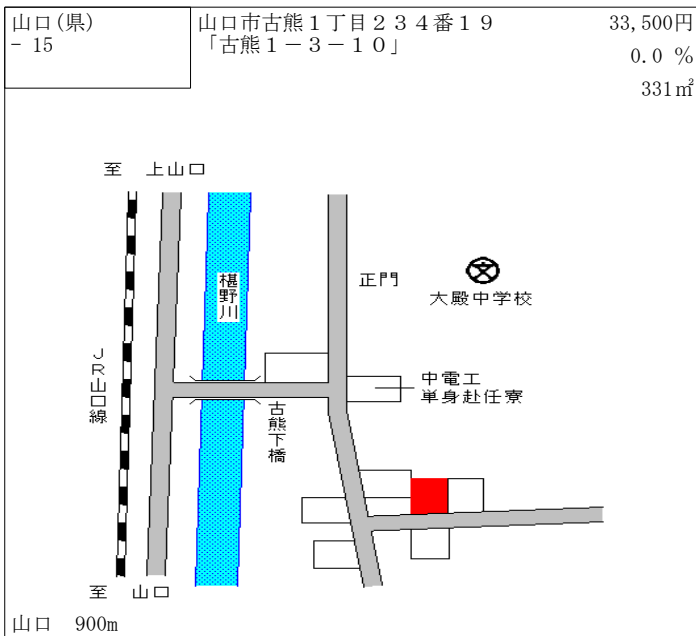 山口(県)
- 15
山口市古熊１丁目２３４番１９
「古熊１－３－１０」
33,500円
0.0 %
331㎡
至　上山口
椹野川
正門
大殿中学校
ＪＲ山口線
中電工
単身赴任寮
古熊下橋
至　山口
山口　900m